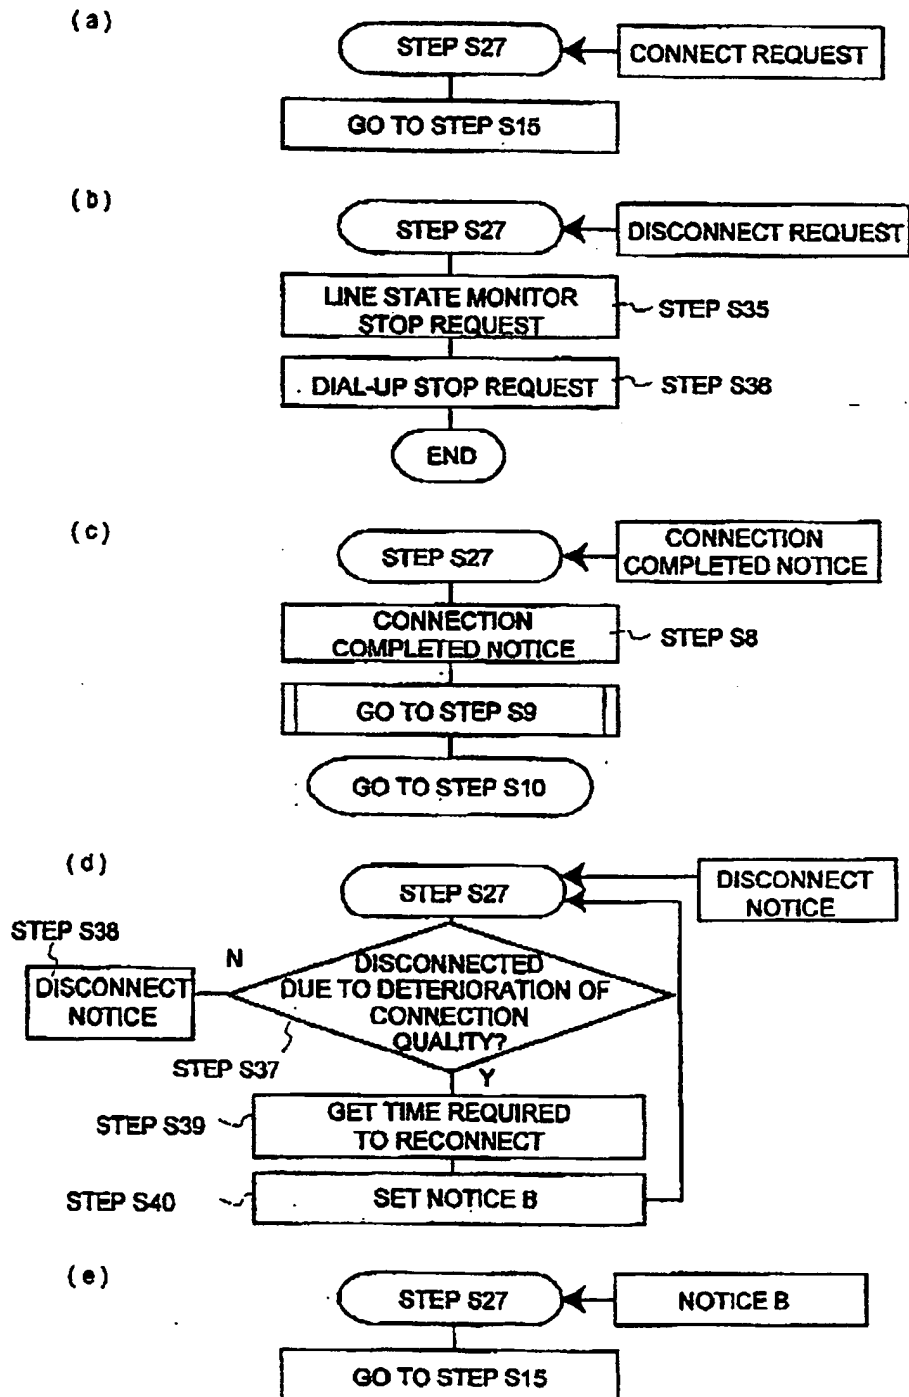 (a)
STEP S27
CONNECT REQUEST
GO TO STEP S15
(b)
STEP S27
DISCONNECT REQUEST
LINE STATE MONITOR
STOP REQUEST
STEP S35
DIAL-UP STOP REQUEST
STEP S36
END
(c)
STEP S27
CONNECTION
COMPLETED NOTICE
CONNECTION
COMPLETED NOTICE
STEP S8
GO TO STEP S9
GO TO STEP S10
(d)
STEP S27
DISCONNECT
NOTICE
STEP S38
N
DISCONNECT
NOTICE
DISCONNECTED
DUE TO DETERIORATION OF
CONNECTION
QUALITY?
STEP S37
Y
STEP S39
GET TIME REQUIRED
TO RECONNECT
STEP S40
SET NOTICE B
(e)
STEP S27
NOTICE B
GO TO STEP S15